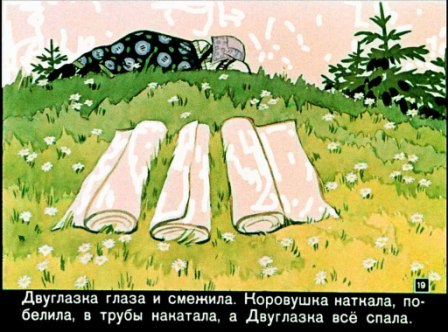 19
Двуглазка глаза и смежила. Коровушка наткала, по-
белила, в трубы накатала, а Двуглазка всё спала.